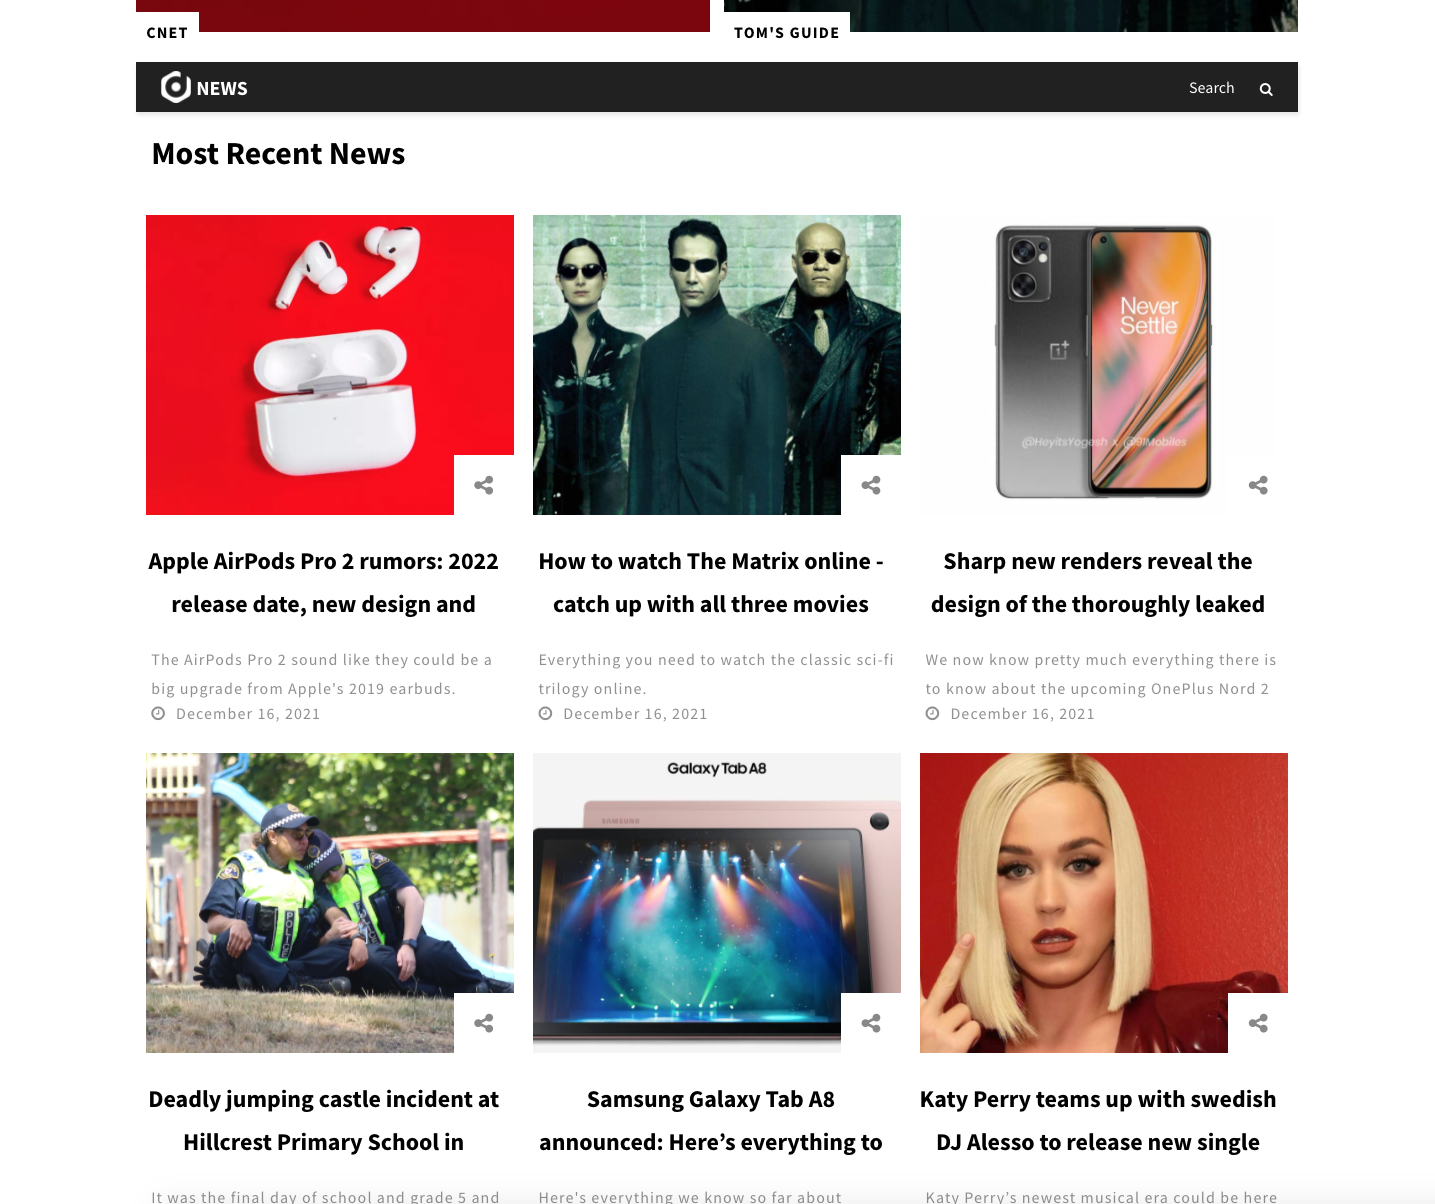 CNET
TOM'S GUIDE
NEWS
Search
Most Recent News
Never
Settle
@HeyitsYogesh x @91Mobiles
Apple AirPods Pro 2 rumors: 2022
release date, new design and
The AirPods Pro 2 sound like they could be a
big upgrade from Apple's 2019 earbuds.
December 16, 2021
How to watch The Matrix online -
catch up with all three movies
Everything you need to watch the classic sci-fi
trilogy online.
December 16, 2021
Sharp new renders reveal the
design of the thoroughly leaked
We now know pretty much everything there is
to know about the upcoming OnePlus Nord 2
December 16, 2021
POLICE
Galaxy Tab A8
SAMSUNG
Deadly jumping castle incident at
Hillcrest Primary School in
It was the final day of school and grade 5 and
Samsung Galaxy Tab A8
announced: Here’s everything to
Here's everything we know so far about
Katy Perry teams up with swedish
DJ Alesso to release new single
Katy Perry’s newest musical era could be here